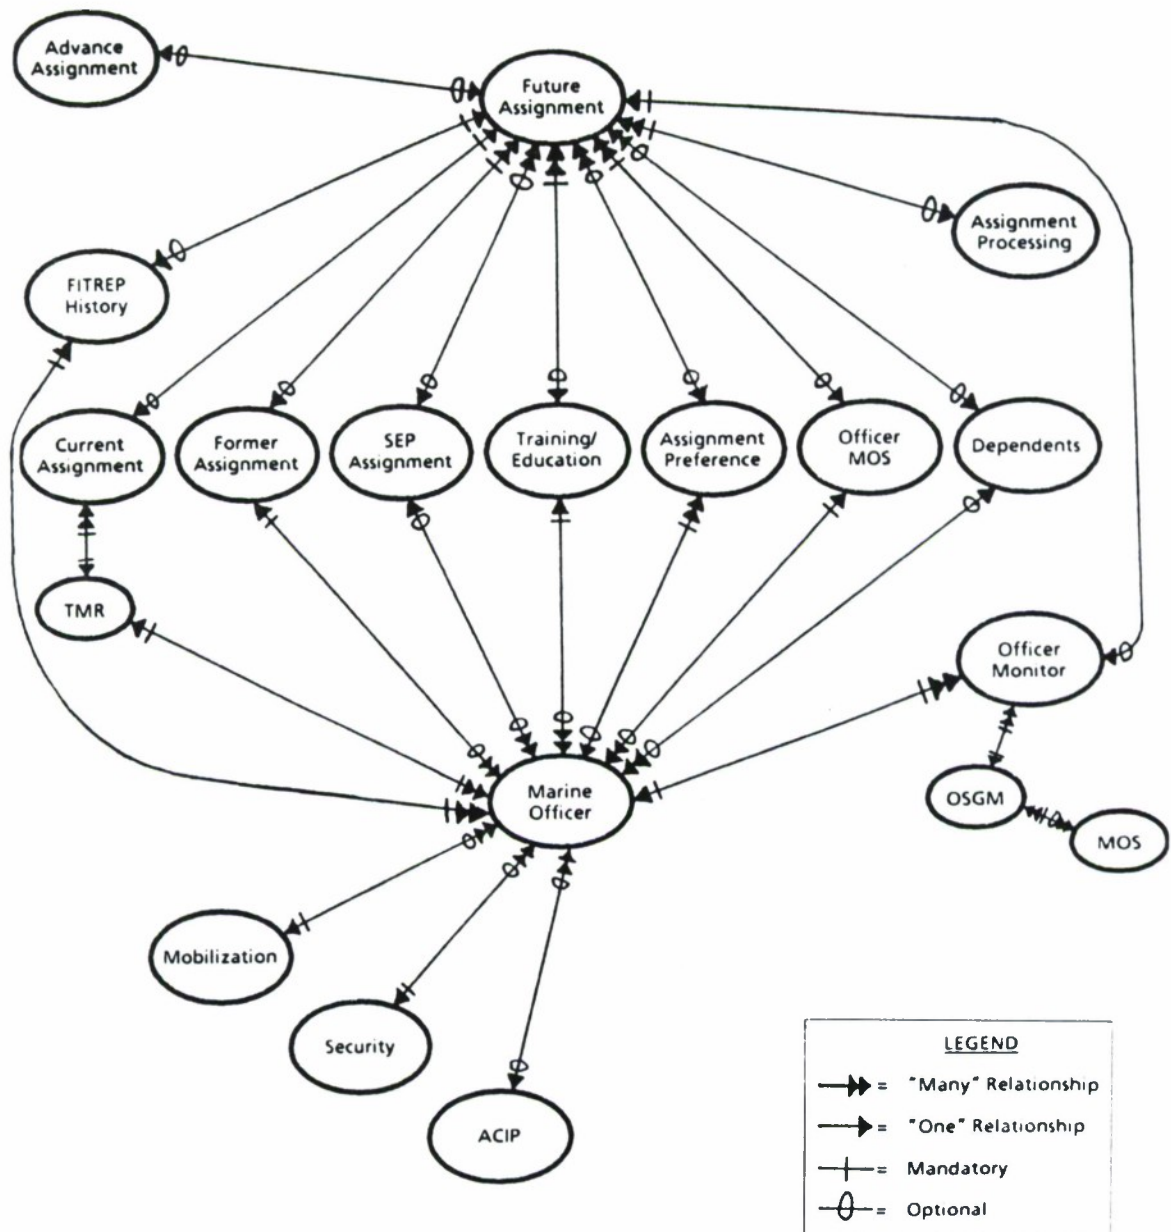 Advance
Assignment
Future
Assignment
Assignment
Processing
FITREP
History
Current
Assignment
Former
Assignment
SEP
Assignment
Training/
Education
Assignment
Preference
Officer
MOS
Dependents
TMR
Officer
Monitor
Marine
Officer
OSGM
MOS
Mobilization
Security
ACIP
LEGEND
= "Many" Relationship
= "One" Relationship
= Mandatory
= Optional